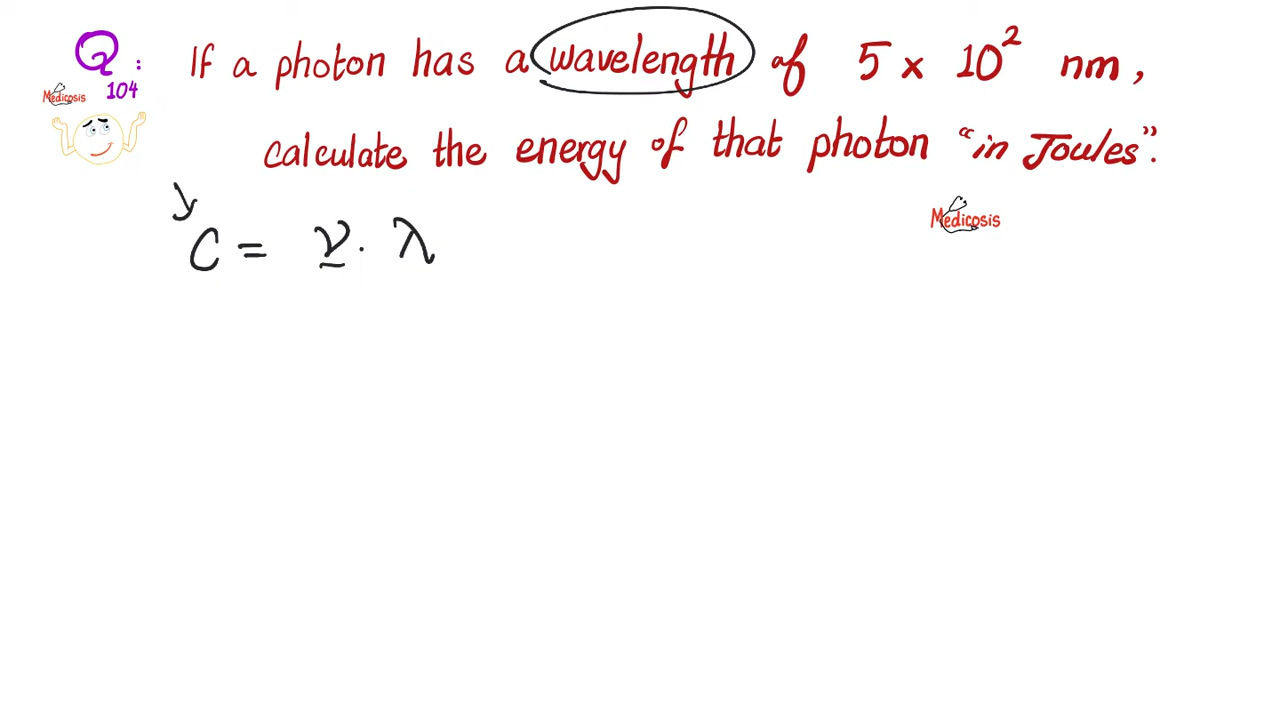 Q : If a photon has a wavelength of 5 x 10² nm,
Medicosis 104
calculate the energy of that photon "in Joules".
Medicosis
C = ν . λ